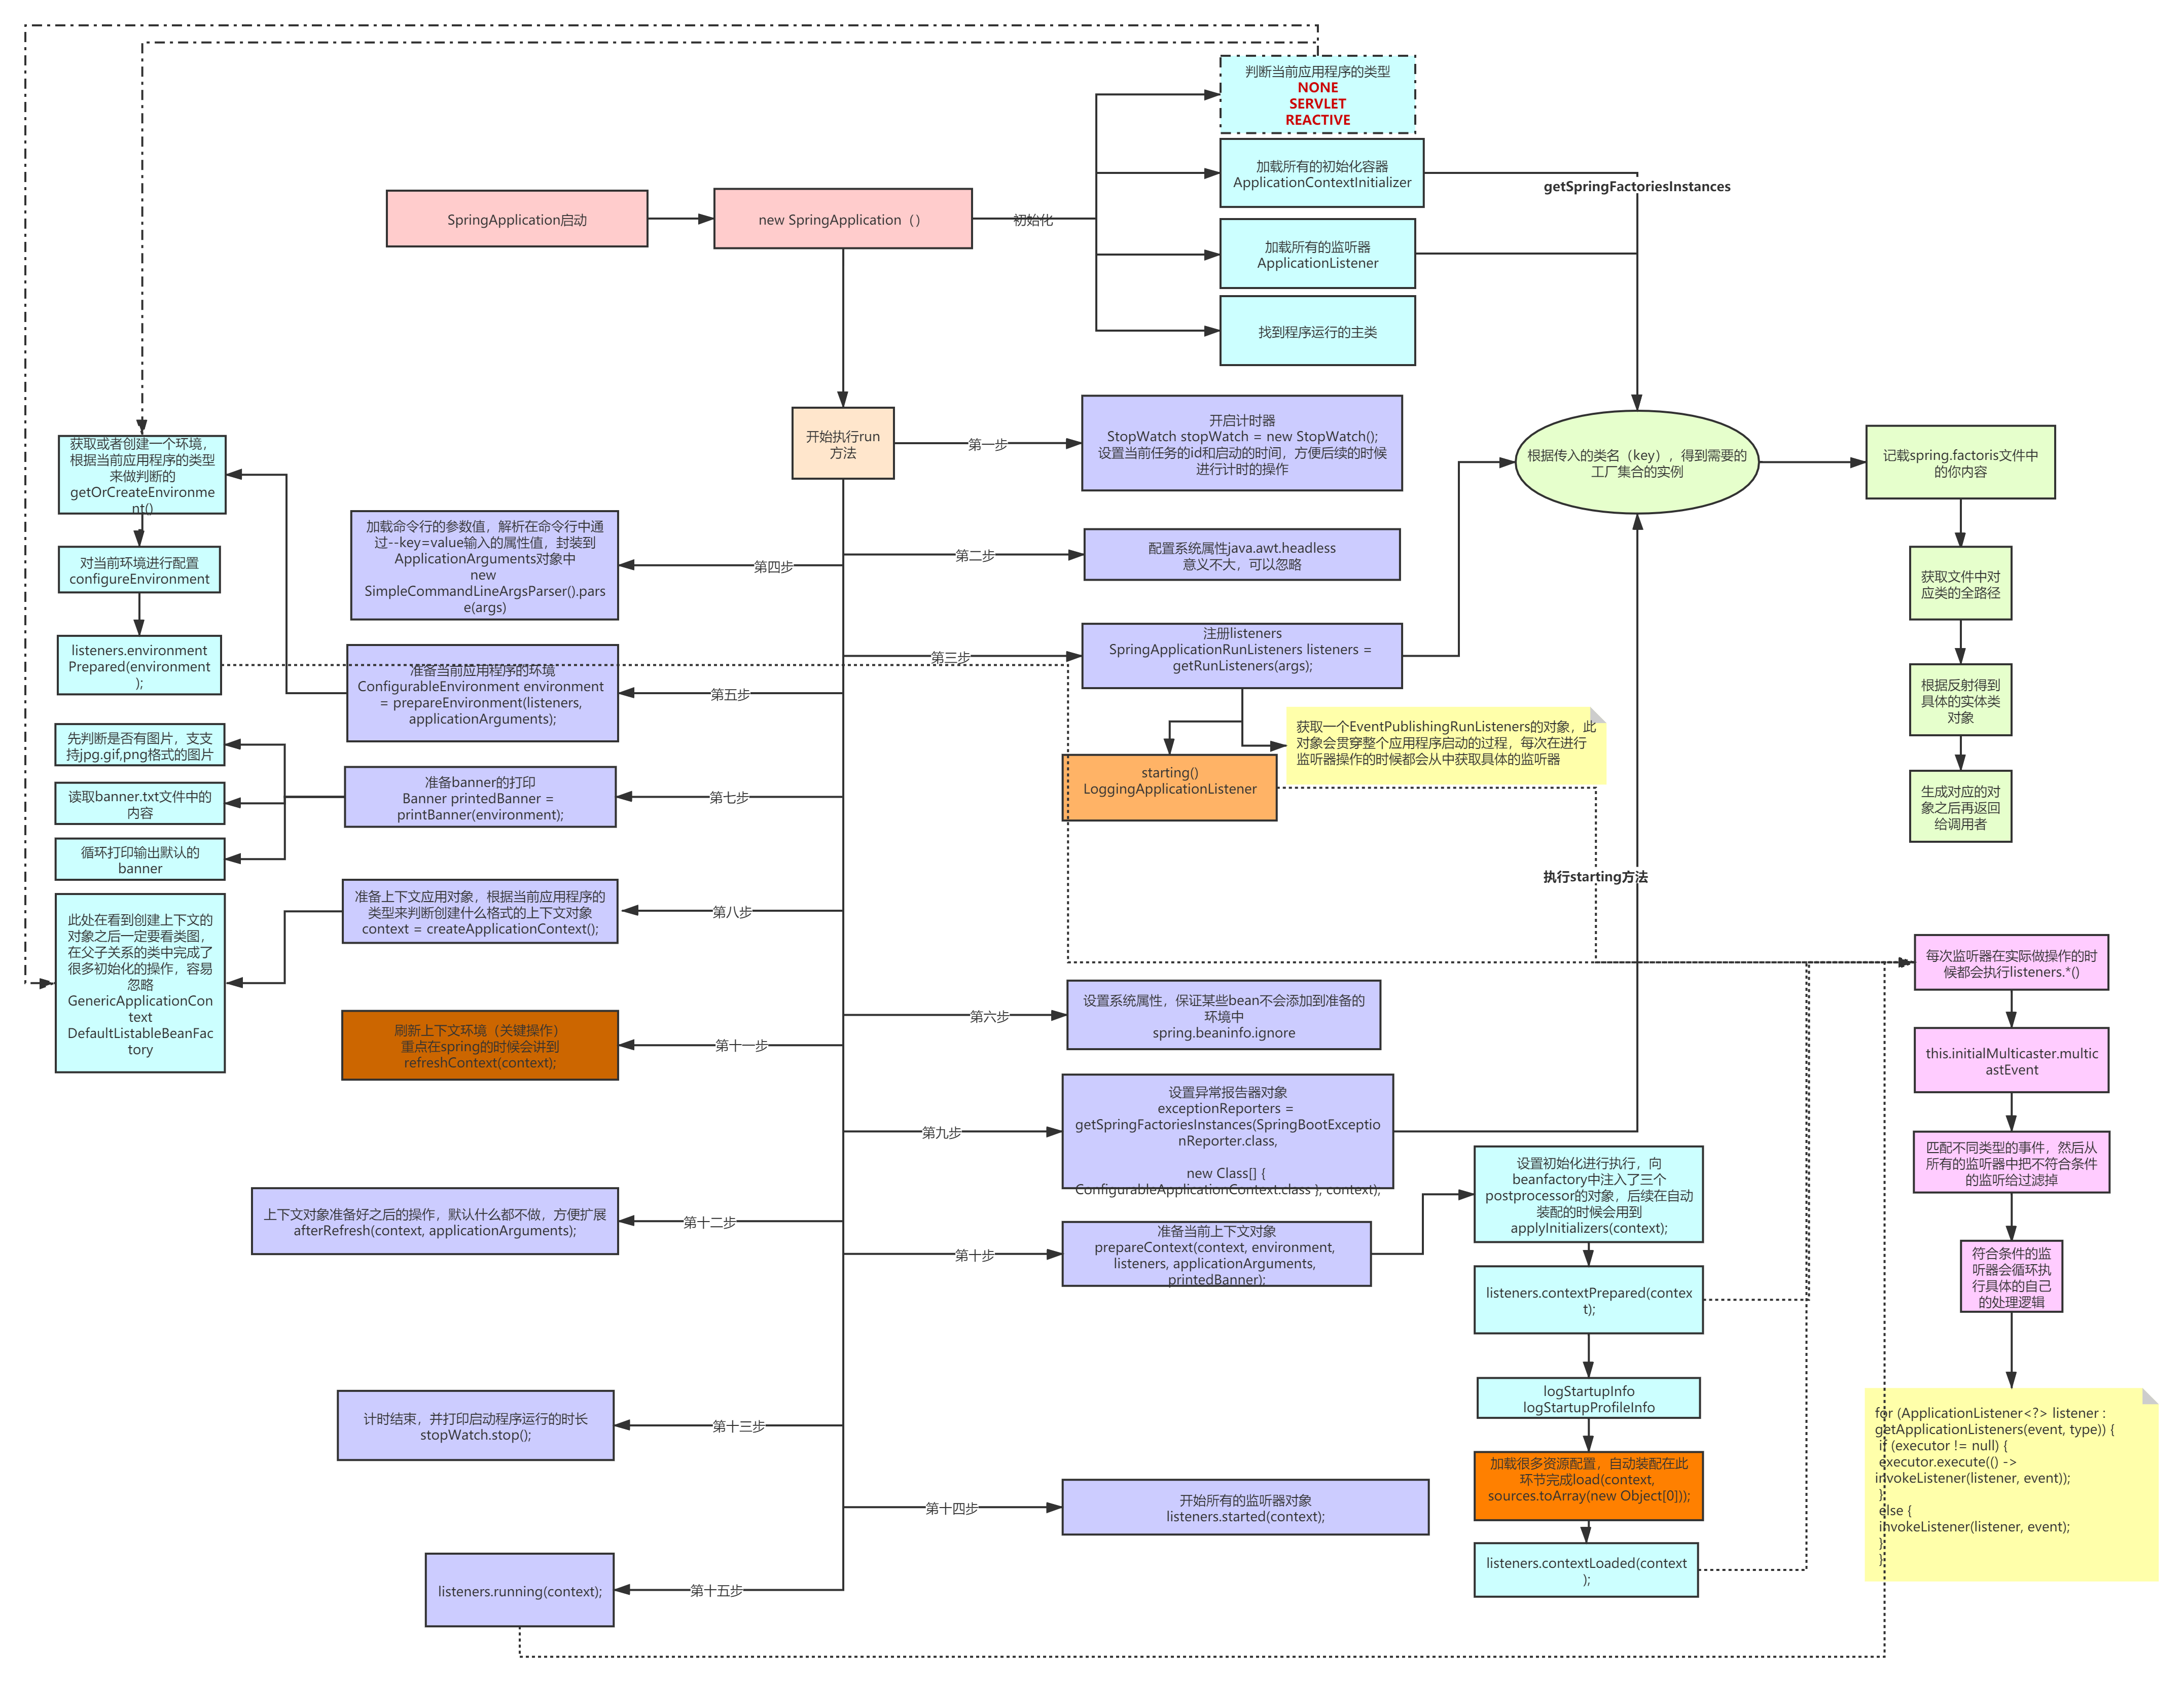 判断当前应用程序的类型
NONE
SERVLET
REACTIVE
加载所有的初始化容器
ApplicationContextInitializer
getSpringFactoriesInstances
SpringApplication启动
new SpringApplication（）
初始化
加载所有的监听器
ApplicationListener
找到程序运行的主类
开始执行run
方法
第一步
开启计时器
StopWatch stopWatch = new StopWatch();
设置当前任务的id和启动的时间，方便后续的时候
进行计时的操作
根据传入的类名（key），得到需要的
工厂集合的实例
记载spring.factoris文件中
的你内容
获取文件中对
应类的全路径
根据反射得到
具体的实体类
对象
生成对应的对
象之后再返回
给调用者
获取或者创建一个环境，
根据当前应用程序的类型
来做判断的
getOrCreateEnvironme
nt()
对当前环境进行配置
configureEnvironment
listeners.environment
Prepared(environment
);
加载命令行的参数值，解析在命令行中通
过--key=value输入的属性值，封装到
ApplicationArguments对象中
new
SimpleCommandLineArgsParser().pars
e(args)
第四步
第二步
配置系统属性java.awt.headless
意义不大，可以忽略
第三步
注册listeners
SpringApplicationRunListeners listeners =
getRunListeners(args);
准备当前应用程序的环境
ConfigurableEnvironment environment
= prepareEnvironment(listeners,
applicationArguments);
第五步
获取一个EventPublishingRunListeners的对象，此
对象会贯穿整个应用程序启动的过程，每次在进行
监听器操作的时候都会从中获取具体的监听器
starting()
LoggingApplicationListener
先判断是否有图片，支支
持jpg.gif,png格式的图片
读取banner.txt文件中的
内容
循环打印输出默认的
banner
准备banner的打印
Banner printedBanner =
printBanner(environment);
第七步
执行starting方法
准备上下文应用对象，根据当前应用程序的
类型来判断创建什么格式的上下文对象
context = createApplicationContext();
第八步
此处在看到创建上下文的
对象之后一定要看类图，
在父子关系的类中完成了
很多初始化的操作，容易
忽略
GenericApplicationCon
text
DefaultListableBeanFac
tory
第六步
设置系统属性，保证某些bean不会添加到准备的
环境中
spring.beaninfo.ignore
刷新上下文环境（关键操作）
重点在spring的时候会讲到
refreshContext(context);
第十一步
每次监听器在实际做操作的时
候都会执行listeners.*()
this.initialMulticaster.multic
astEvent
匹配不同类型的事件，然后从
所有的监听器中把不符合条件
的监听给过滤掉
符合条件的监
听器会循环执
行具体的自己
的处理逻辑
第九步
设置异常报告器对象
exceptionReporters =
getSpringFactoriesInstances(SpringBootExceptio
nReporter.class,
new Class[] {
ConfigurableApplicationContext.class }, context);
上下文对象准备好之后的操作，默认什么都不做，方便扩展
afterRefresh(context, applicationArguments);
第十二步
第十步
准备当前上下文对象
prepareContext(context, environment,
listeners, applicationArguments,
printedBanner);
设置初始化进行执行，向
beanfactory中注入了三个
postprocessor的对象，后续在自动
装配的时候会用到
applyInitializers(context);
listeners.contextPrepared(contex
t);
logStartupInfo
logStartupProfileInfo
加载很多资源配置，自动装配在此
环节完成load(context,
sources.toArray(new Object[0]));
listeners.contextLoaded(context
);
计时结束，并打印启动程序运行的时长
stopWatch.stop();
第十三步
第十四步
开始所有的监听器对象
listeners.started(context);
listeners.running(context);
第十五步
for (ApplicationListener<?> listener :
getApplicationListeners(event, type)) {
if (executor != null) {
executor.execute(() ->
invokeListener(listener, event));
}
else {
invokeListener(listener, event);
}
}